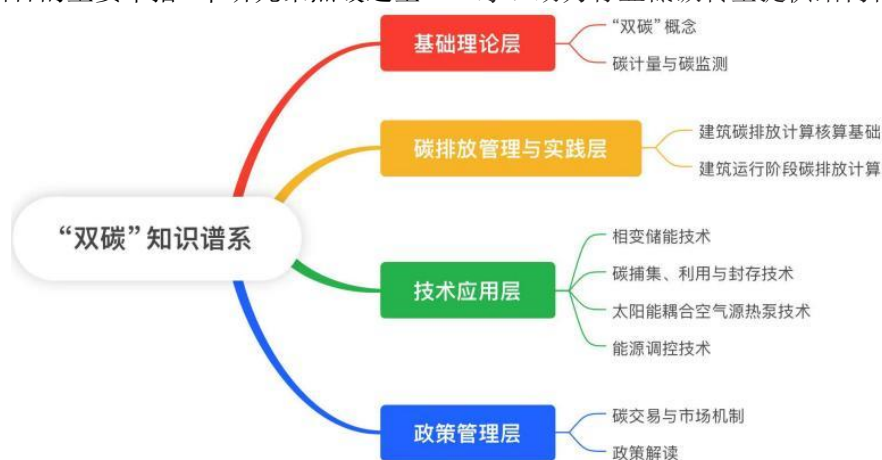 “双碳”知识谱系
基础理论层
“双碳”概念
碳计量与碳监测
碳排放管理与实践层
建筑碳排放计算核算基础
建筑运行阶段碳排放计算
技术应用层
相变储能技术
碳捕集、利用与封存技术
太阳能耦合空气源热泵技术
能源调控技术
政策管理层
碳交易与市场机制
政策解读